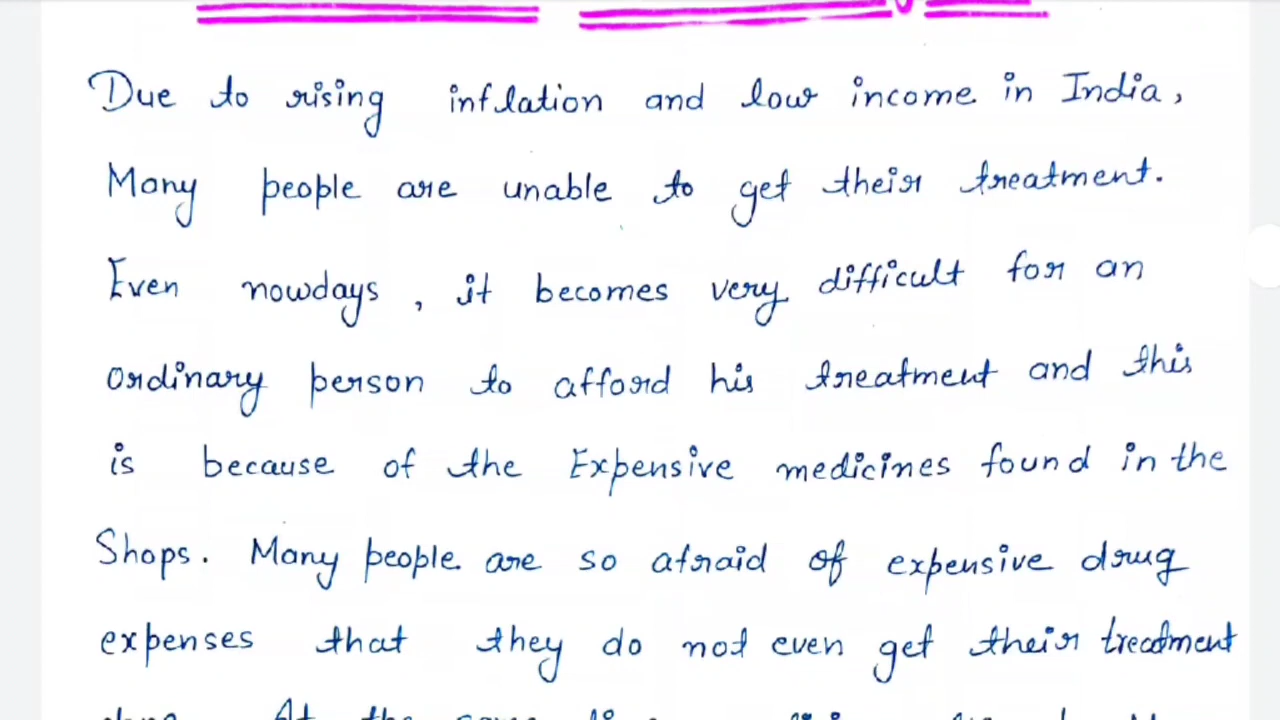 Due to rising inflation and low income in India,
Many people are unable to get their treatment.
Even nowdays, it becomes very difficult for an
ordinary person to afford his treatment and this
is because of the Expensive medicines found in the
Shops. Many people are so afraid of expensive drug
expenses that they do not even get their treatment